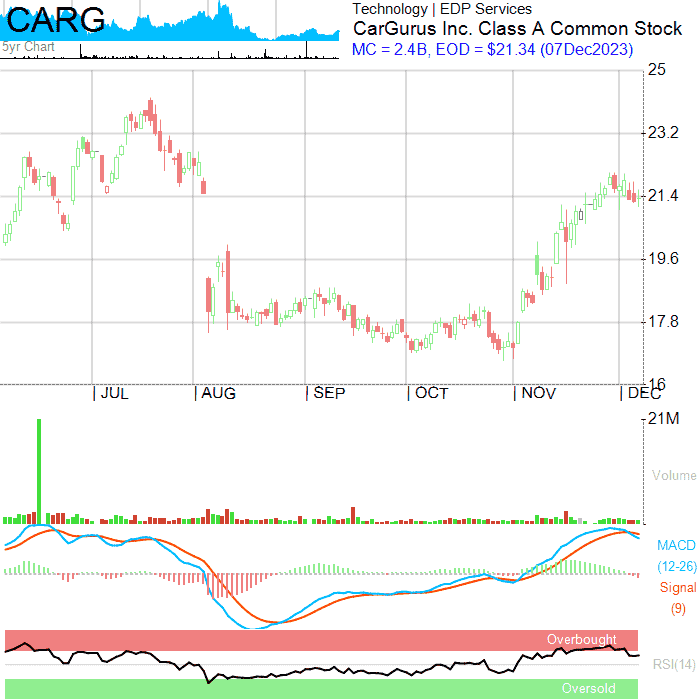 CARG
5yr Chart
Technology | EDP Services
CarGurus Inc. Class A Common Stock
MC = 2.4B, EOD = $21.34 (07Dec2023)
25
23.2
21.4
19.6
17.8
16
JUL
AUG
SEP
OCT
NOV
DEC
21M
Volume
MACD
(12-26)
Signal
(9)
Overbought
RSI(14)
Oversold